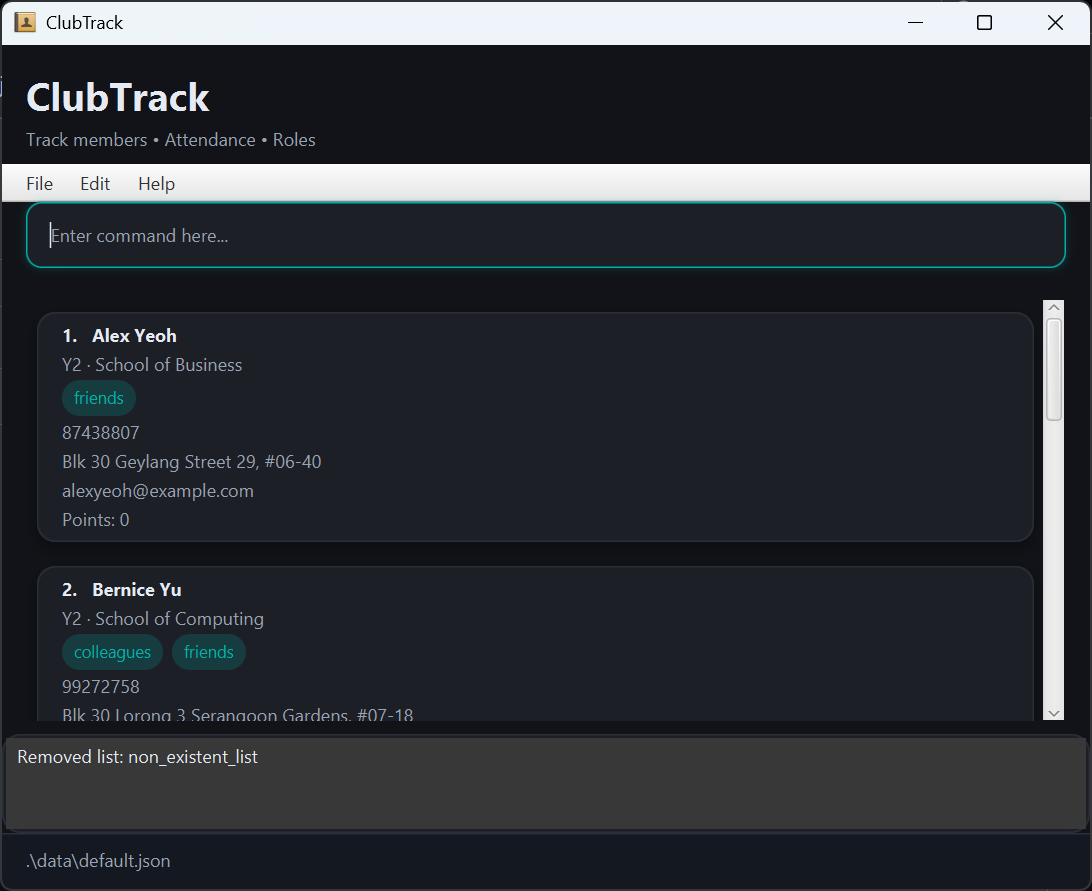 ClubTrack
ClubTrack
Track members • Attendance • Roles
File Edit Help
Enter command here...
1. Alex Yeoh
Y2 · School of Business
friends
87438807
Blk 30 Geylang Street 29, #06-40
alexyeoh@example.com
Points: 0
2. Bernice Yu
Y2 · School of Computing
colleagues friends
99272758
Blk 30 Lorong 3 Serangoon Gardens, #07-18
Removed list: non_existent_list
.\data\default.json